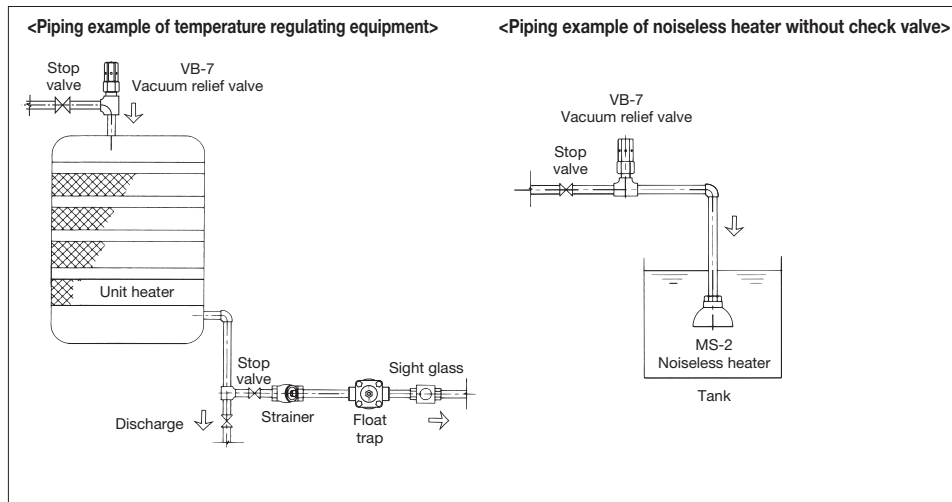 <Piping example of temperature regulating equipment>
Stop
valve
VB-7
Vacuum relief valve
Unit heater
Stop
valve
Sight glass
Strainer
Float
trap
Discharge
<Piping example of noiseless heater without check valve>
VB-7
Vacuum relief valve
Stop
valve
MS-2
Noiseless heater
Tank